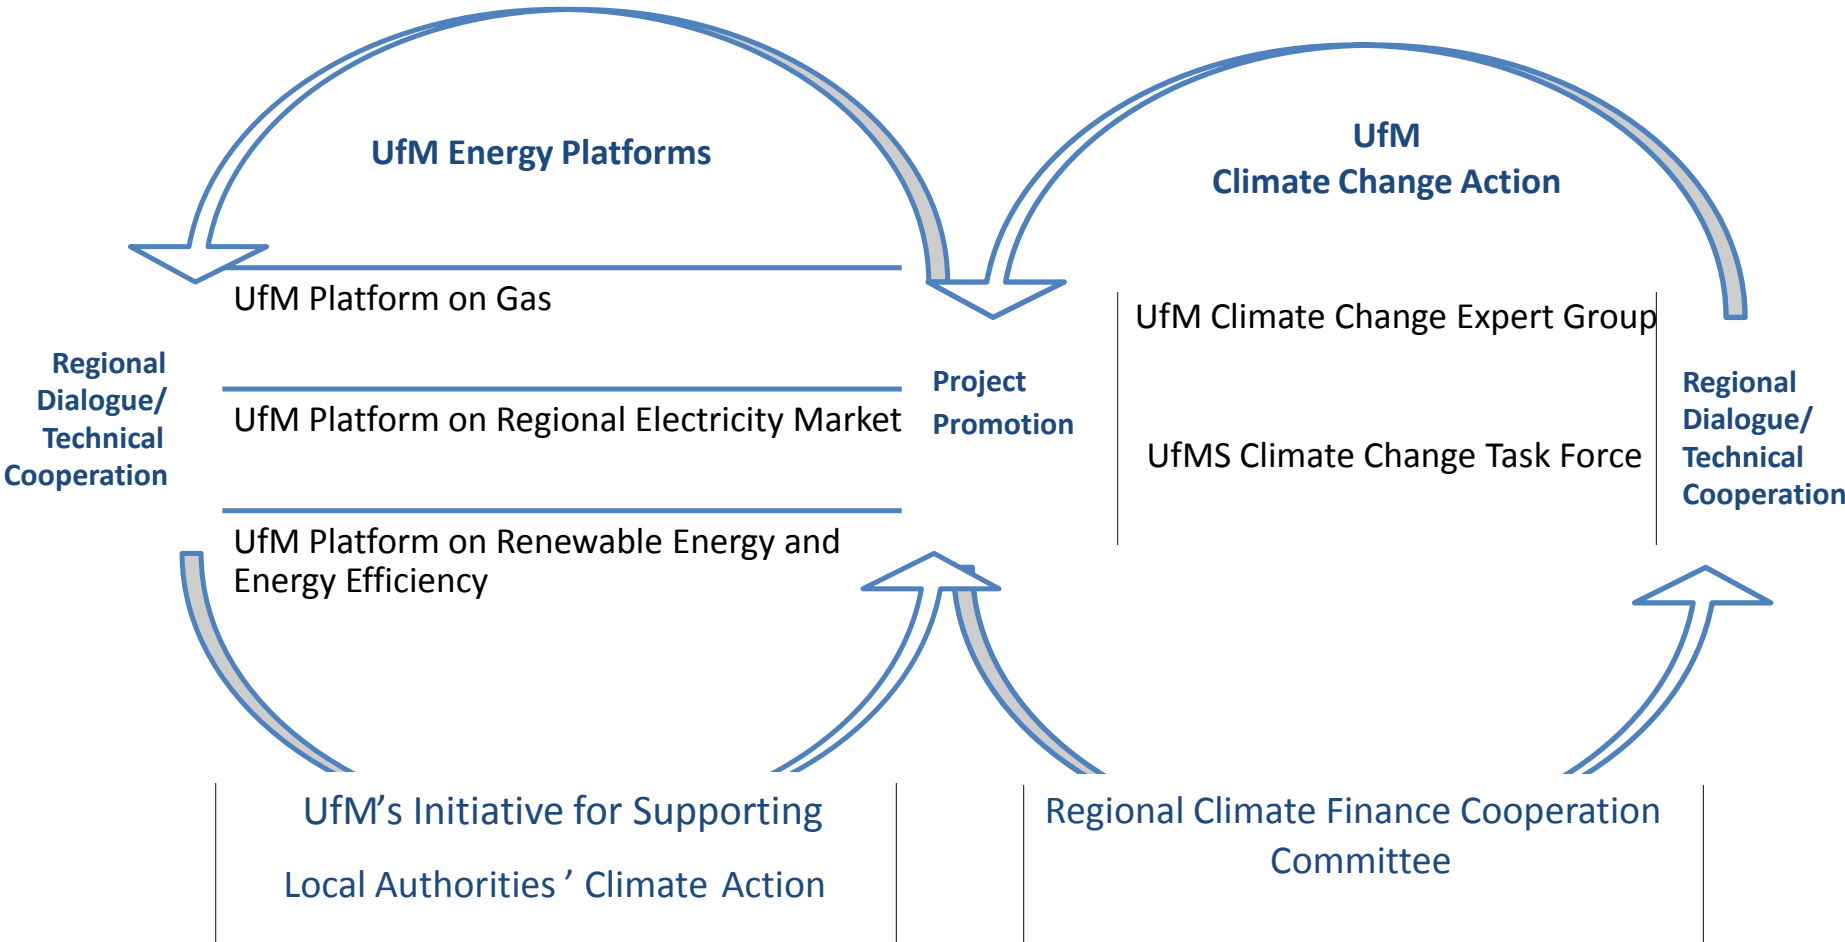 UfM Energy Platforms
UfM
Climate Change Action
UfM Platform on Gas
UfM Platform on Regional Electricity Market
UfM Platform on Renewable Energy and
Energy Efficiency
Regional
Dialogue/
Technical
Cooperation
Project
Promotion
UfM Climate Change Expert Group
UfMS Climate Change Task Force
Regional
Dialogue/
Technical
Cooperation
UfM’s Initiative for Supporting
Local Authorities ’ Climate Action
Regional Climate Finance Cooperation
Committee